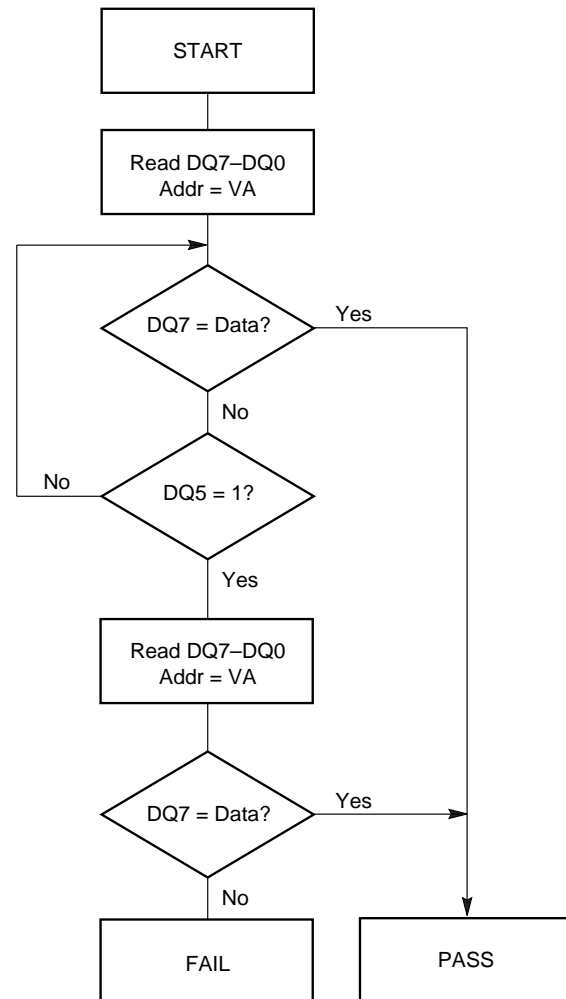 START
Read DQ7–DQ0
Addr = VA
DQ7 = Data?
Yes
No
No
DQ5 = 1?
Yes
Read DQ7–DQ0
Addr = VA
DQ7 = Data?
Yes
No
FAIL
PASS